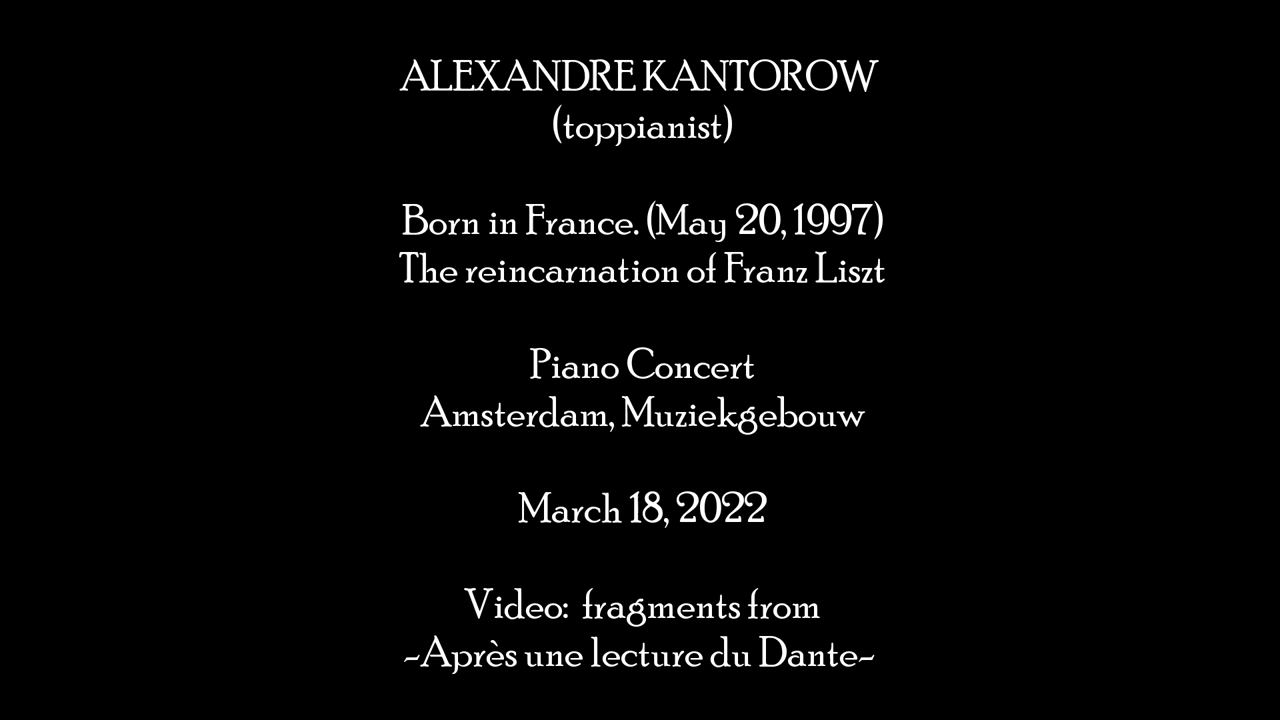 ALEXANDRE KANTOROW
(toppianist)
Born in France. (May 20, 1997)
The reincarnation of Franz Liszt
Piano Concert
Amsterdam, Muziekgebouw
March 18, 2022
Video: fragments from
-Après une lecture du Dante-